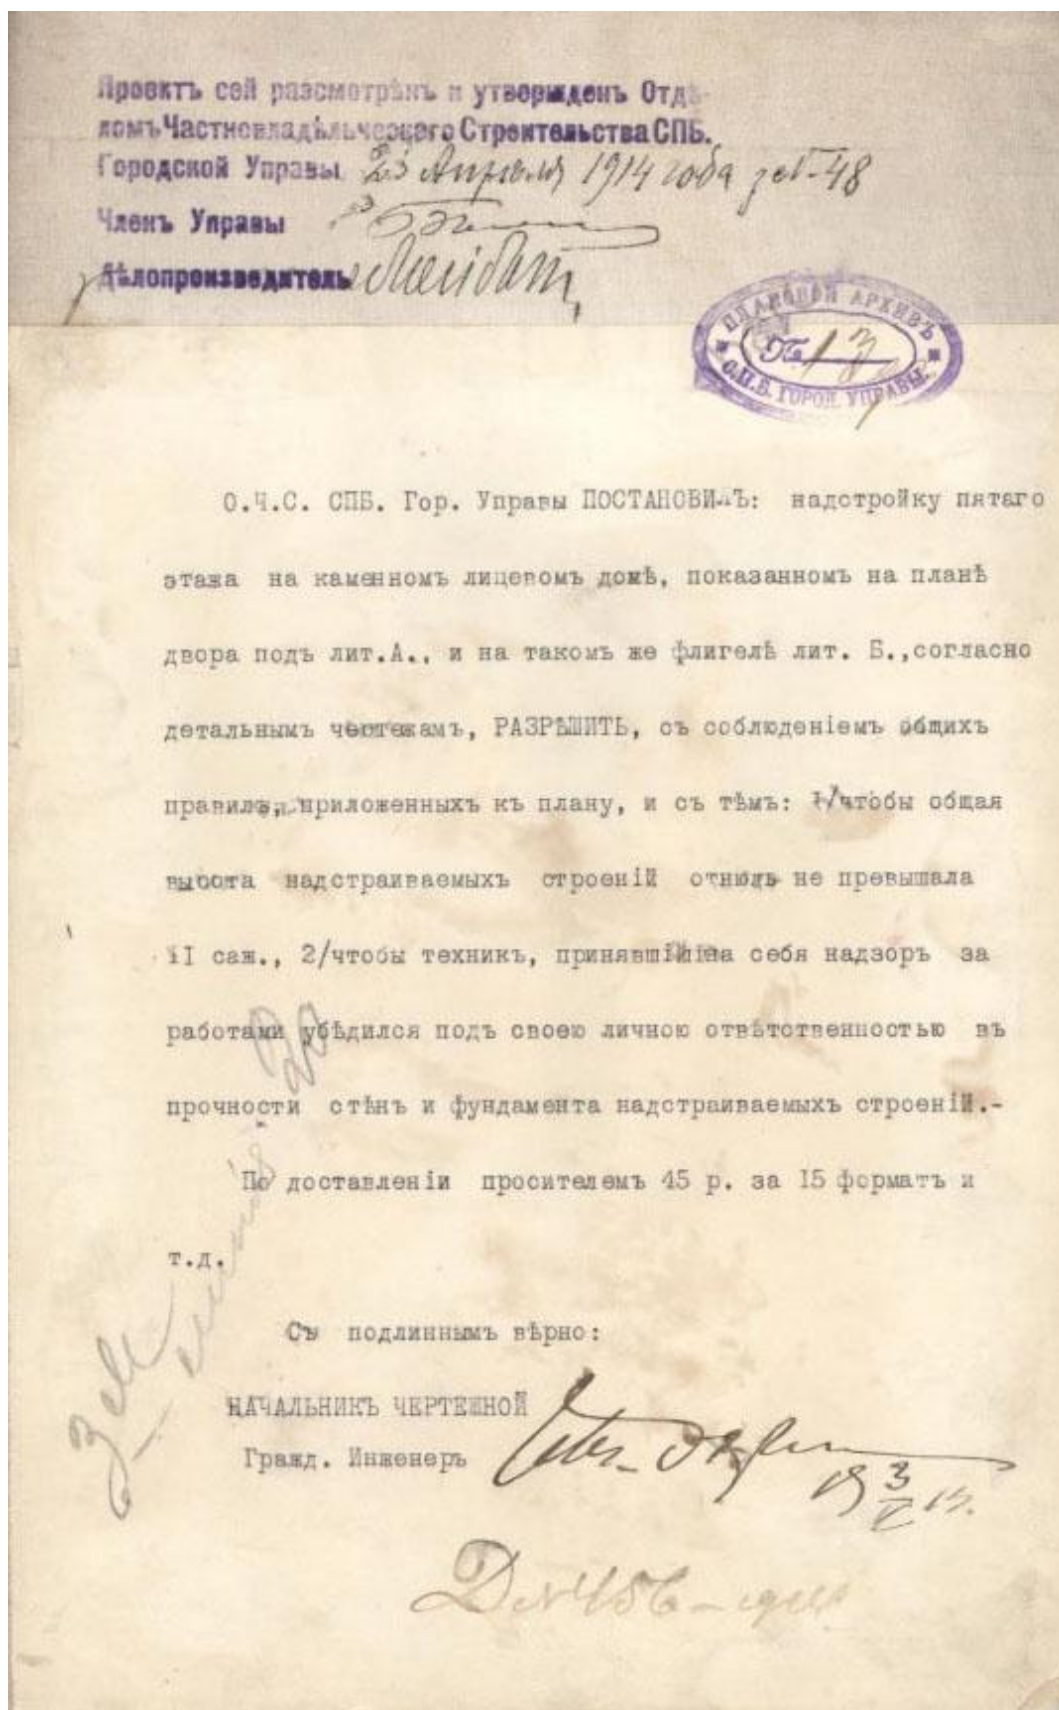 Проектъ сей разсмотрѣнъ и утвержденъ Отдѣ-
ломъ Частновладѣльческаго Строительства СПБ.
Городской Управы 23 Апрѣля 1914 года
Членъ Управы
Дѣлопроизводитель
ПЛАНОВОЙ АРХИВЪ
№ 13
С.П.Б. ГОРОД. УПРАВЫ.
О.Ч.С. СПБ. Гор. Управы ПОСТАНОВИЛЪ: надстройку пятаго
этажа на каменномъ лицевомъ домѣ, показанномъ на планѣ
двора подъ лит.А., и на такомъ же флигелѣ лит. Б.,согласно
детальнымъ чертежамъ, РАЗРѢШИТЬ, съ соблюденіемъ общихъ
правилъ, приложенныхъ къ плану, и съ тѣмъ: I/чтобы общая
высота надстраиваемыхъ строеній отнюдь не превышала
II саж., 2/чтобы техникъ, принявшій на себя надзоръ за
работами убѣдился подъ своею личною отвѣтственностью въ
прочности стѣнъ и фундамента надстраиваемыхъ строеній.-
По доставленіи просителемъ 45 р. за I5 форматъ и
т.д.
Съ подлиннымъ вѣрно:
НАЧАЛЬНИКЪ ЧЕРТЕЖНОЙ
Гражд. Инженеръ